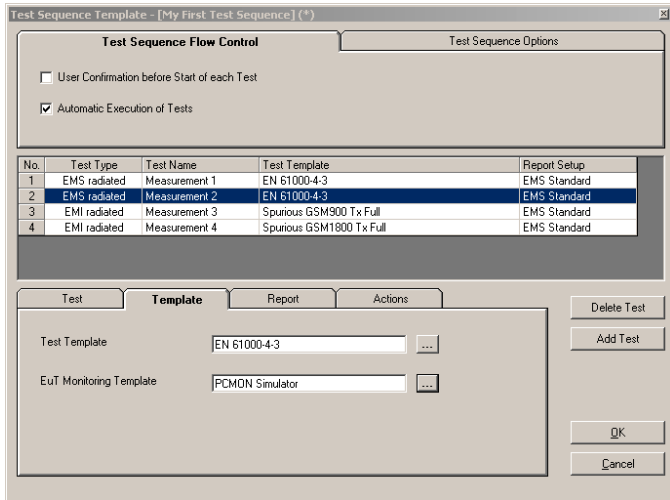 Test Sequence Template - [My First Test Sequence] (*)
Test Sequence Flow Control
Test Sequence Options
User Confirmation before Start of each Test
Automatic Execution of Tests
No. Test Type Test Name Test Template Report Setup
1 EMS radiated Measurement 1 EN 61000-4-3 EMS Standard
2 EMS radiated Measurement 2 EN 61000-4-3 EMS Standard
3 EMI radiated Measurement 3 Spurious GSM900 Tx Full EMS Standard
4 EMI radiated Measurement 4 Spurious GSM1800 Tx Full EMS Standard
Test Template Report Actions
Delete Test
Test Template EN 61000-4-3 ...
Add Test
EuT Monitoring Template PCMON Simulator ...
OK
Cancel